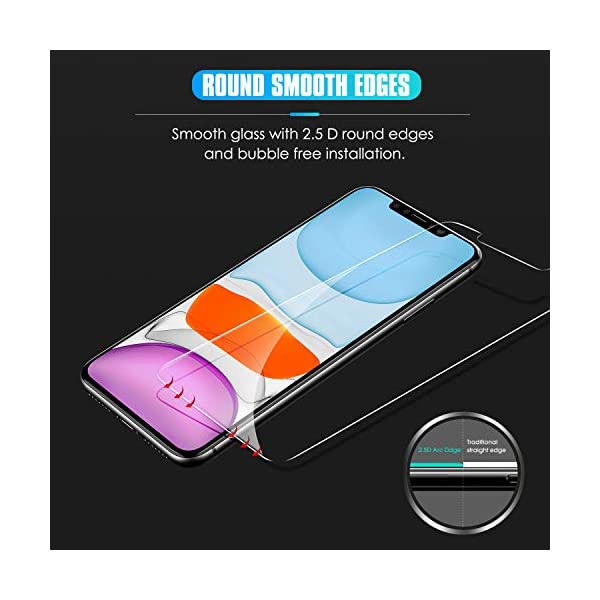 ROUND SMOOTH EDGES
Smooth glass with 2.5 D round edges
and bubble free installation.
2.5D Arc Dage
Traditional
straight edge